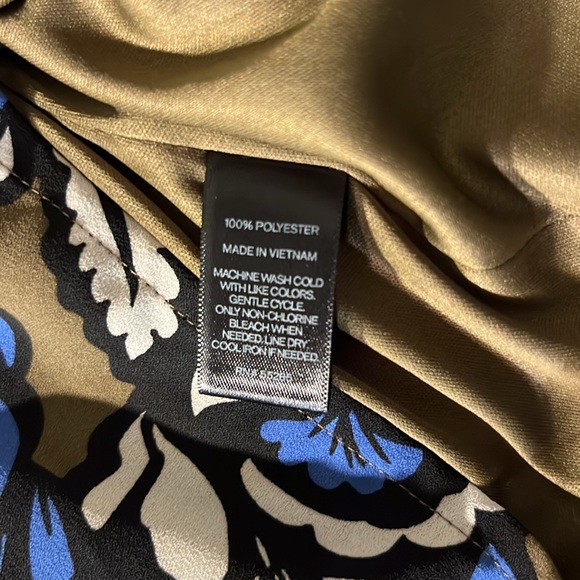 100% POLYESTER
MADE IN VIETNAM
MACHINE WASH COLD
WITH LIKE COLORS.
GENTLE CYCLE.
ONLY NON-CHLORINE
BLEACH WHEN
NEEDED. LINE DRY.
COOL IRON IF NEEDED.
RN#